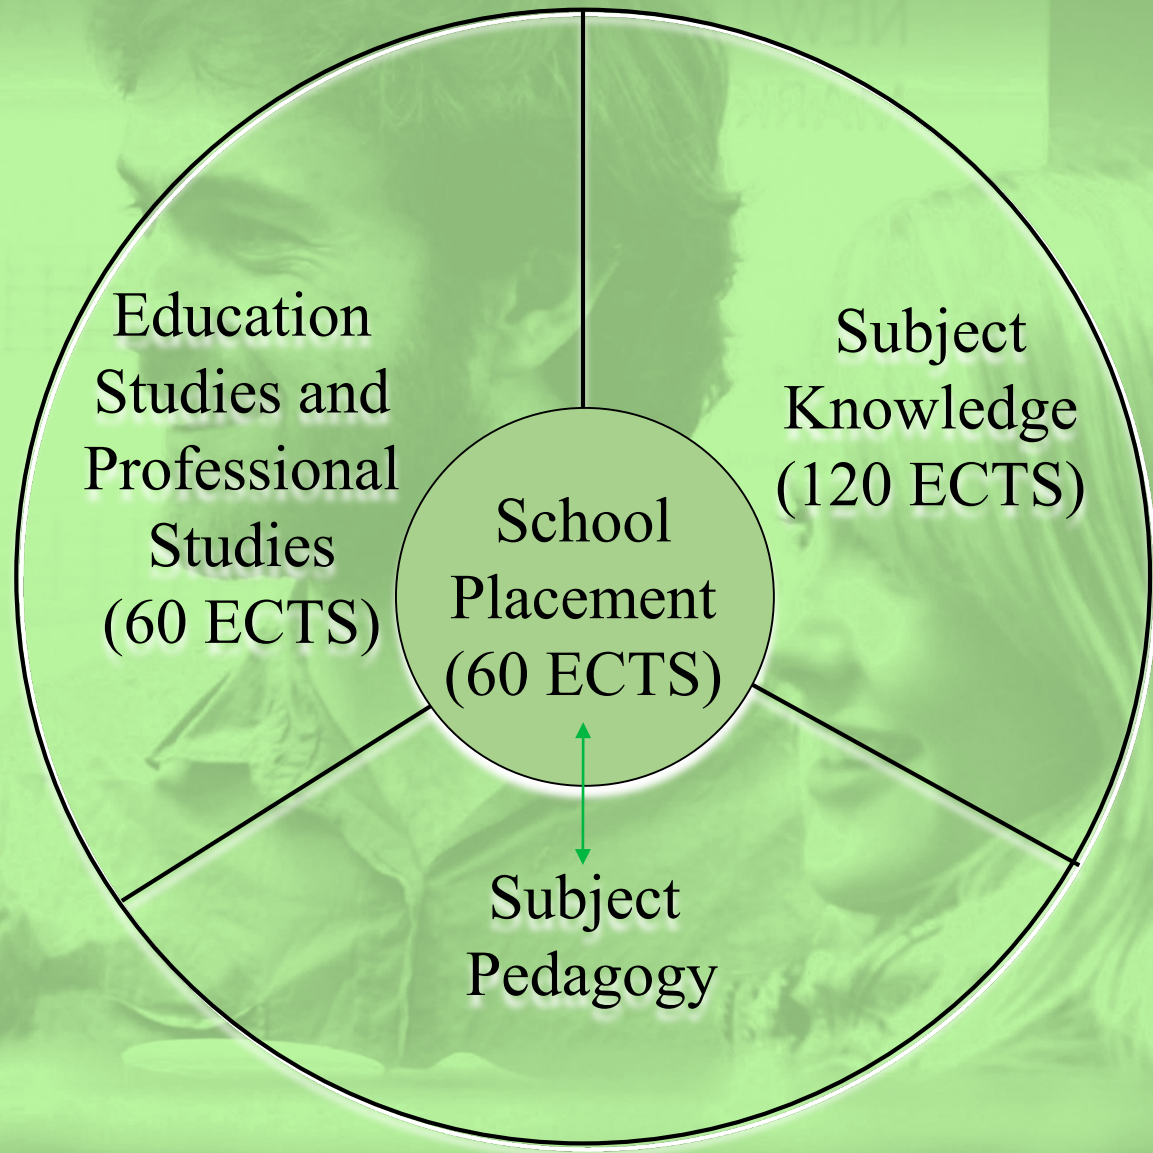 Education
Studies and
Professional
Studies
(60 ECTS)
Subject
Knowledge
(120 ECTS)
School
Placement
(60 ECTS)
Subject
Pedagogy